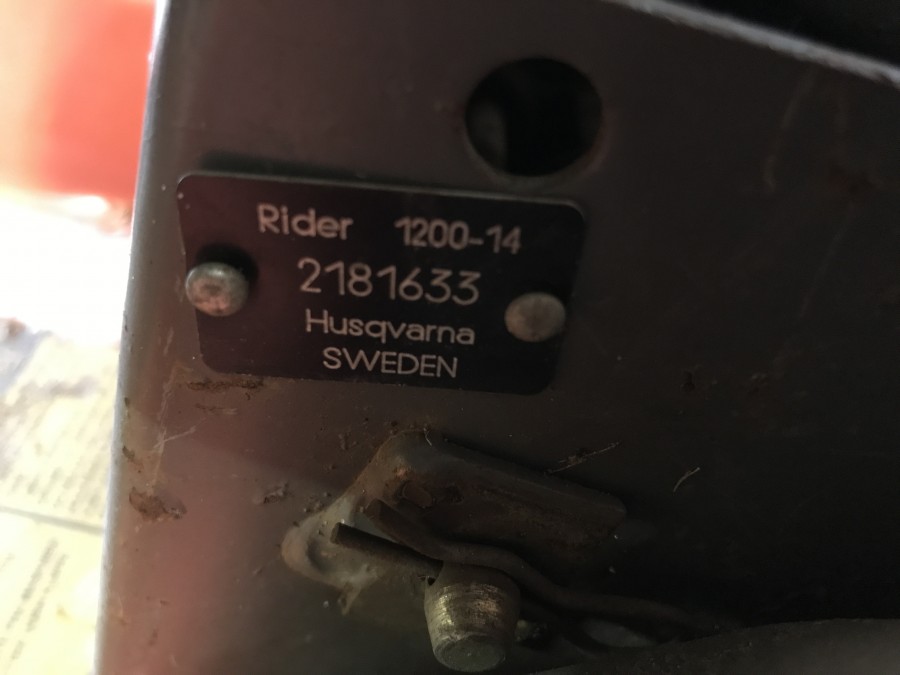 Rider 1200-14
2181633
Husqvarna
SWEDEN